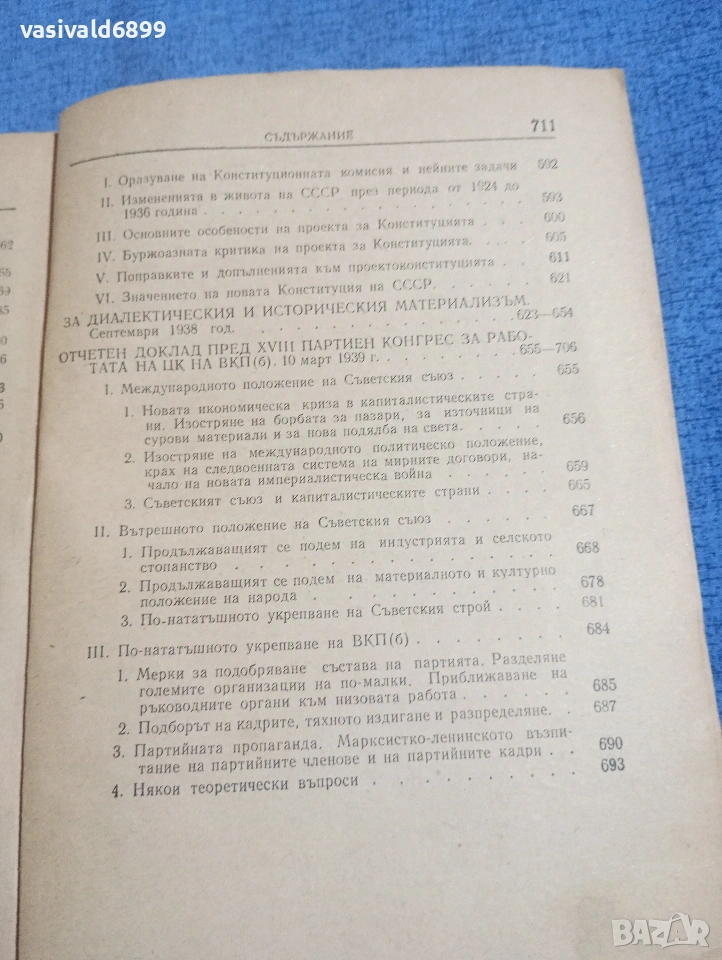 vasivald6899
СЪДЪРЖАНИЕ 711
I. Оразуване на Конституционната комисия и нейните задачи 592
II. Измененията в живота на СССР през периода от 1924 до
1936 година . . . . . . . . . . . . . . . . 593
III. Основните особености на проекта за Конституцията . . . 600
IV. Буржоазната критика на проекта за Конституцията. . . . 605
V. Поправките и допълненията към проектоконституцията . . 611
VI. Значението на новата Конституция на СССР. . . . . . 621
ЗА ДИАЛЕКТИЧЕСКИЯ И ИСТОРИЧЕСКИЯ МАТЕРИАЛИЗЪМ.
Септември 1938 год. . . . . . . . . . . . . 623—654
ОТЧЕТЕН ДОКЛАД ПРЕД XVIII ПАРТИЕН КОНГРЕС ЗА РАБО-
ТАТА НА ЦК НА ВКП(б). 10 март 1939 г. . . . . . . . 655—706
I. Международното положение на Съветския съюз . . . . . 655
1. Новата икономическа криза в капиталистическите стра-
ни. Изостряне на борбата за пазари, за източници на
сурови материали и за нова подялба на света. . . . . 656
2. Изостряне на международното политическо положение,
крах на следвоенната система на мирните договори, на-
чало на новата империалистическа война . . . . . . 659
3. Съветският съюз и капиталистическите страни . . . . 665
II. Вътрешното положение на Съветския съюз . . . . . . 667
1. Продължаващият се подем на индустрията и селското
стопанство . . . . . . . . . . . . . . . 668
2. Продължаващият се подем на материалното и културно
положение на народа . . . . . . . . . . . 678
3. По-нататъшното укрепване на Съветския строй . . . . 681
III. По-нататъшното укрепване на ВКП(б) . . . . . . . . 684
1. Мерки за подобряване състава на партията. Разделяне
големите организации на по-малки. Приближаване на
ръководните органи към низовата работа . . . . . . 685
2. Подборът на кадрите, тяхното издигане и разпределяне. . 687
3. Партийната пропаганда. Марксистко-ленинското възпи-
тание на партийните членове и на партийните кадри . . 690
4. Някои теоретически въпроси . . . . . . . . . . 693
62
65
69
85
90
6
3
6
0
BAZAR